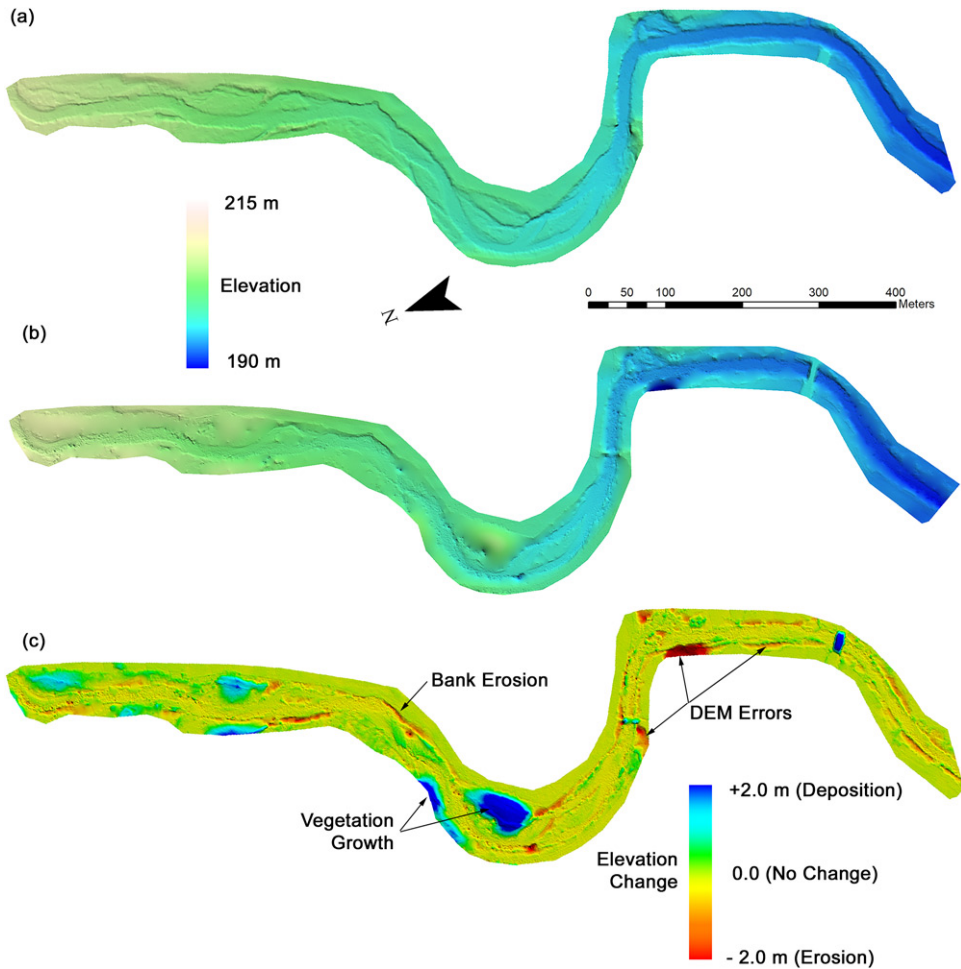 (a)
215 m
Elevation
190 m
N
0 25 50 100 200 300 400
Meters
(b)
(c)
Bank Erosion
DEM Errors
Vegetation
Growth
+2.0 m (Deposition)
Elevation
Change
0.0 (No Change)
- 2.0 m (Erosion)